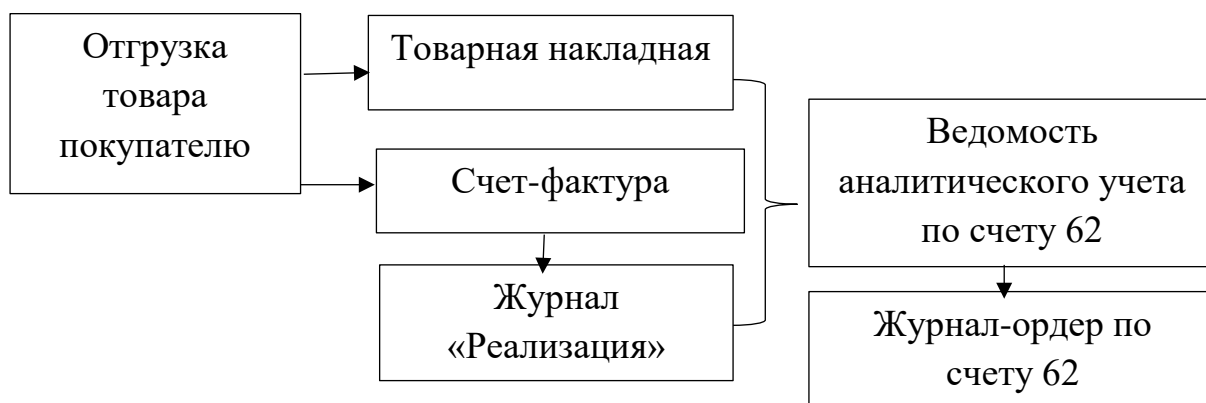 Отгрузка
товара
покупателю
Товарная накладная
Счет-фактура
Журнал
«Реализация»
Ведомость
аналитического учета
по счету 62
Журнал-ордер по
счету 62